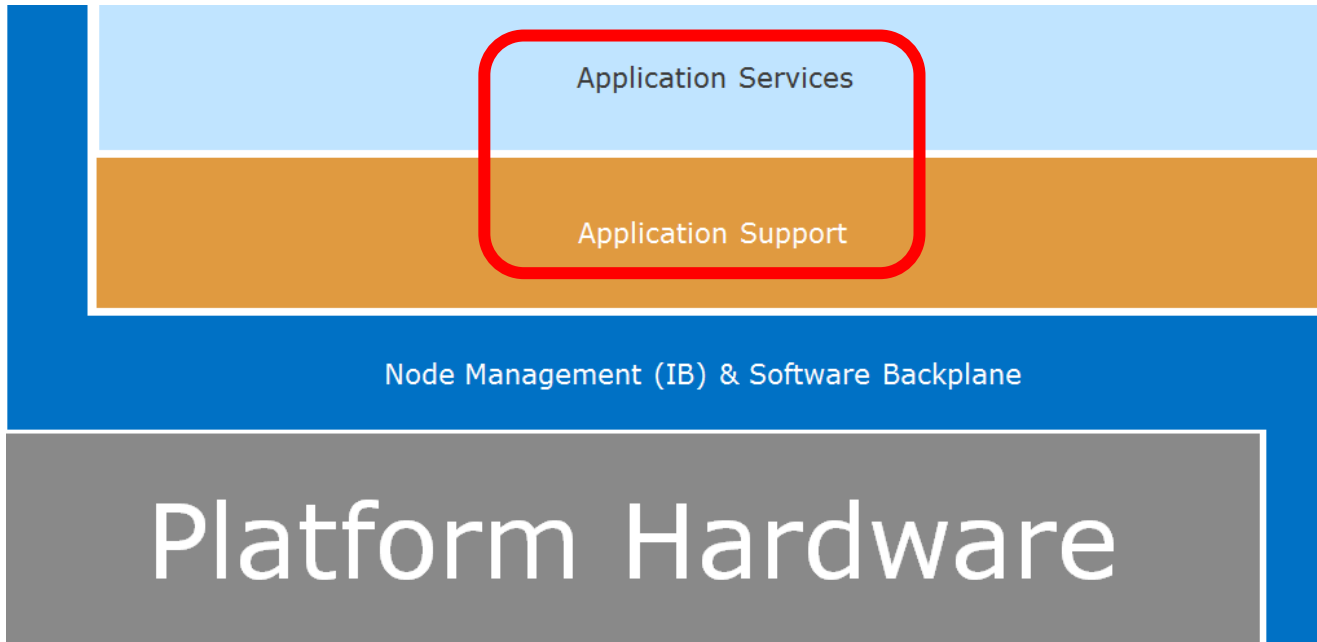 Application Services
Application Support
Node Management (IB) & Software Backplane
Platform Hardware